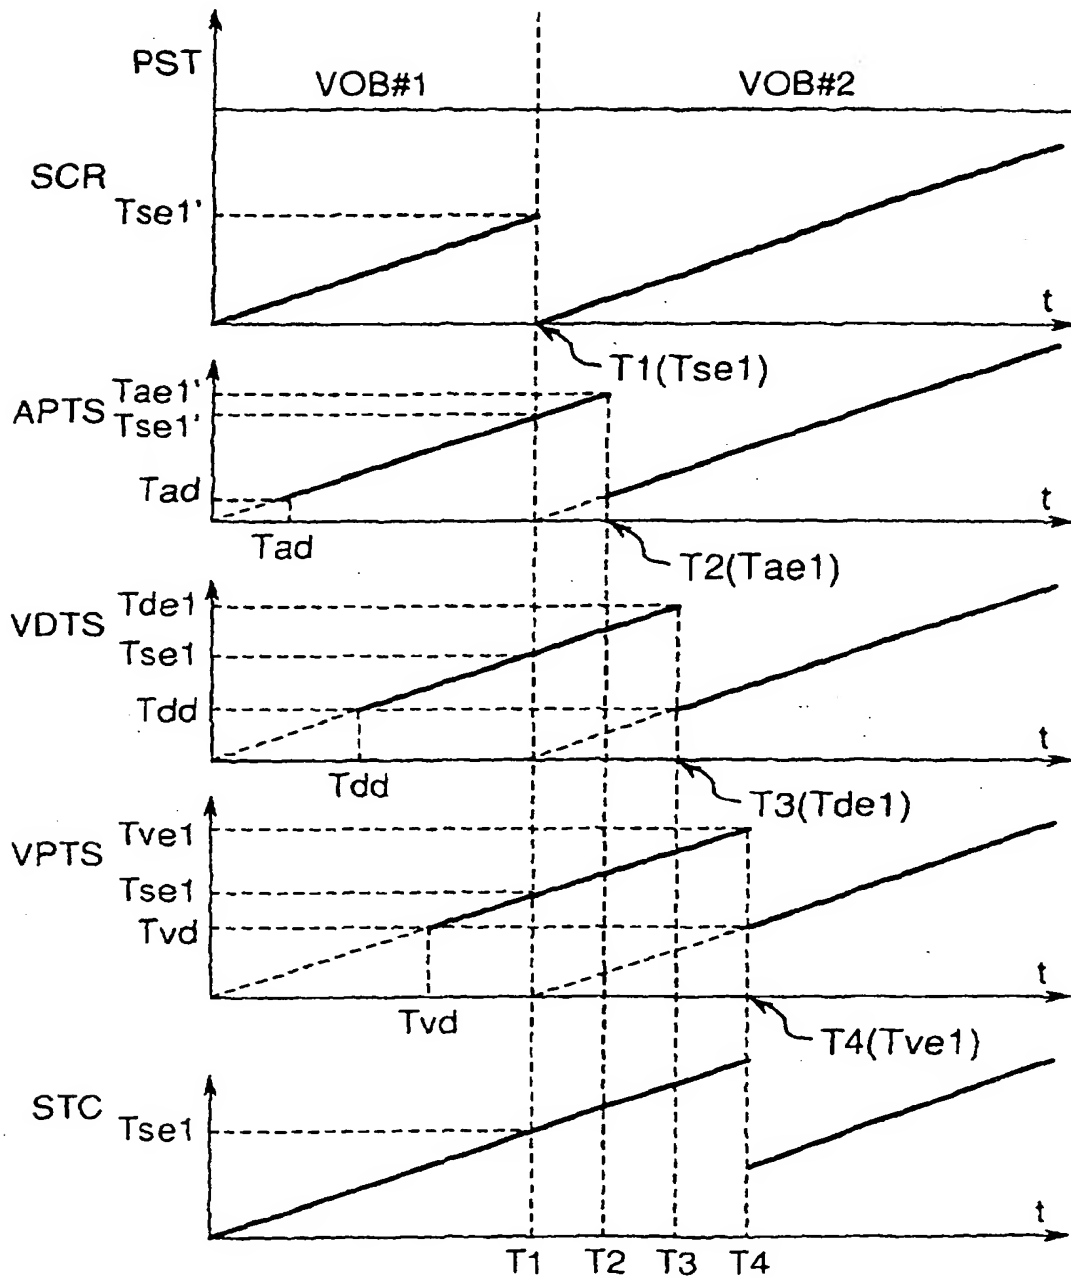 PST
VOB#1 VOB#2
SCR
Tse1'
t
T1(Tse1)
APTS
Tae1'
Tse1'
Tad
t
Tad
T2(Tae1)
VDTS
Tde1
Tse1
Tdd
t
Tdd
T3(Tde1)
VPTS
Tve1
Tse1
Tvd
t
Tvd
T4(Tve1)
STC
Tse1
t
T1 T2 T3 T4